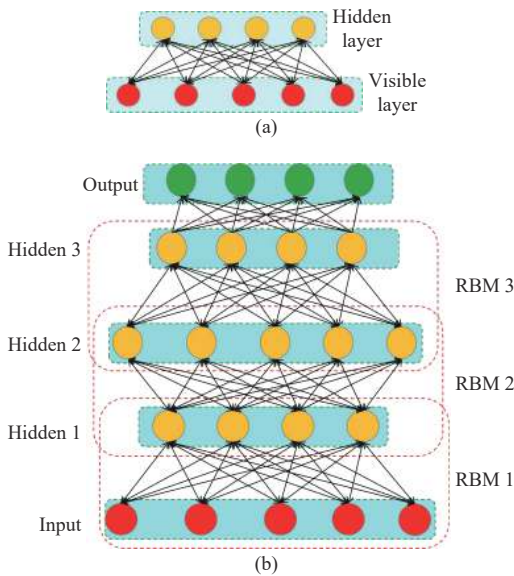 Hidden
layer
Visible
layer
(a)
Output
Hidden 3
RBM 3
Hidden 2
RBM 2
Hidden 1
RBM 1
Input
(b)